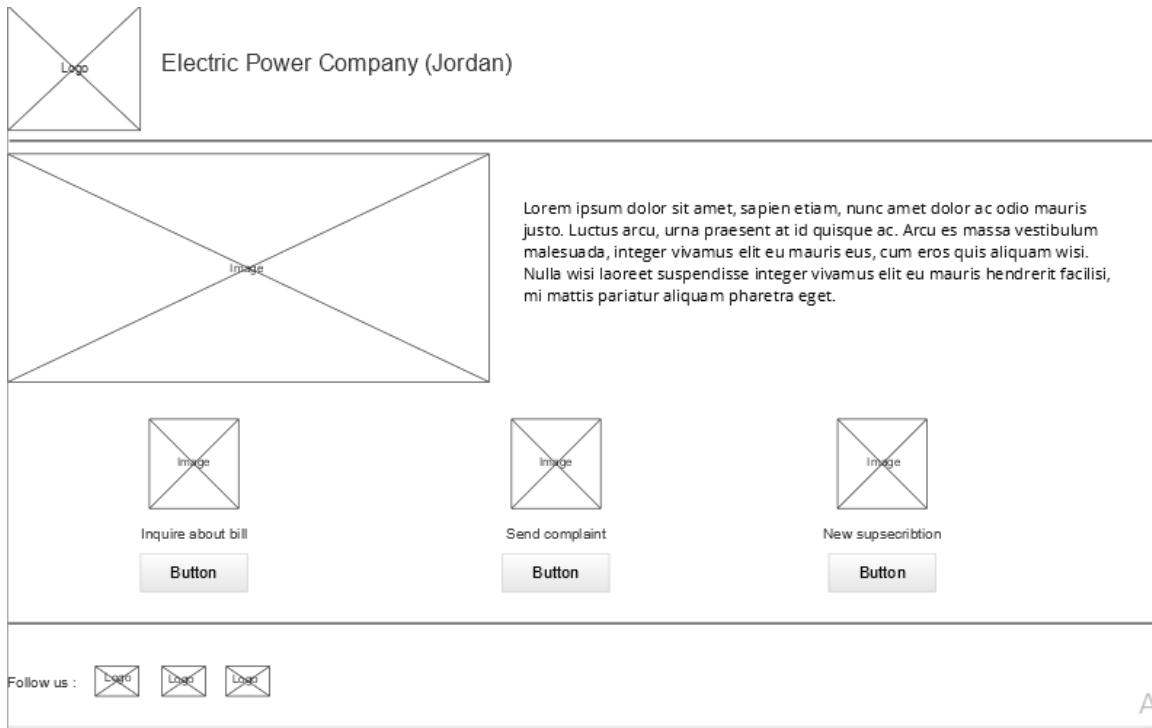 Logo
Electric Power Company (Jordan)
Image
Lorem ipsum dolor sit amet, sapien etiam, nunc amet dolor ac odio mauris
justo. Luctus arcu, urna praesent at id quisque ac. Arcu es massa vestibulum
malesuada, integer vivamus elit eu mauris eus, cum eros quis aliquam wisi.
Nulla wisi laoreet suspendisse integer vivamus elit eu mauris hendrerit facilisi,
mi mattis pariatur aliquam pharetra eget.
Image Image Image
Inquire about bill Send complaint New supsecribtion
Button Button Button
Follow us : Logo Logo Logo
A